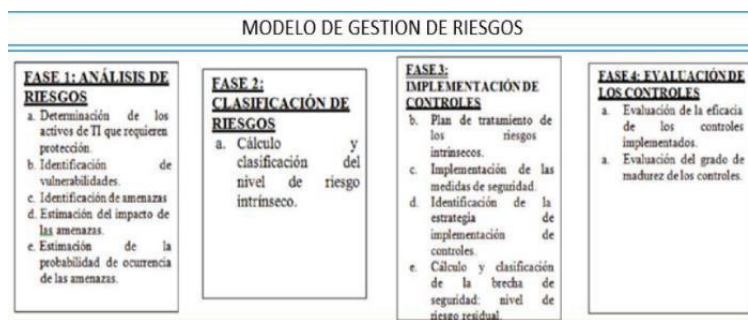 MODELO DE GESTION DE RIESGOS
FASE 1: ANÁLISIS DE
RIESGOS
a. Determinación de los
activos de TI que requieren
protección.
b. Identificación de
vulnerabilidades.
c. Identificación de amenazas
d. Estimación del impacto de
las amenazas.
e. Estimación de la
probabilidad de ocurrencia
de las amenazas.
FASE 2:
CLASIFICACIÓN DE
RIESGOS
a. Cálculo y
clasificación del
nivel de riesgo
intrínseco.
FASE 3:
IMPLEMENTACIÓN DE
CONTROLES
b. Plan de tratamiento de
los riesgos
intrínsecos.
c. Implementación de las
medidas de seguridad.
d. Identificación de la
estrategia de
implementación de
controles.
e. Cálculo y clasificación
de la brecha de
seguridad: nivel de
riesgo residual.
FASE 4: EVALUACIÓN DE
LOS CONTROLES
a. Evaluación de la eficacia
de los controles
implementados.
a. Evaluación del grado de
madurez de los controles.